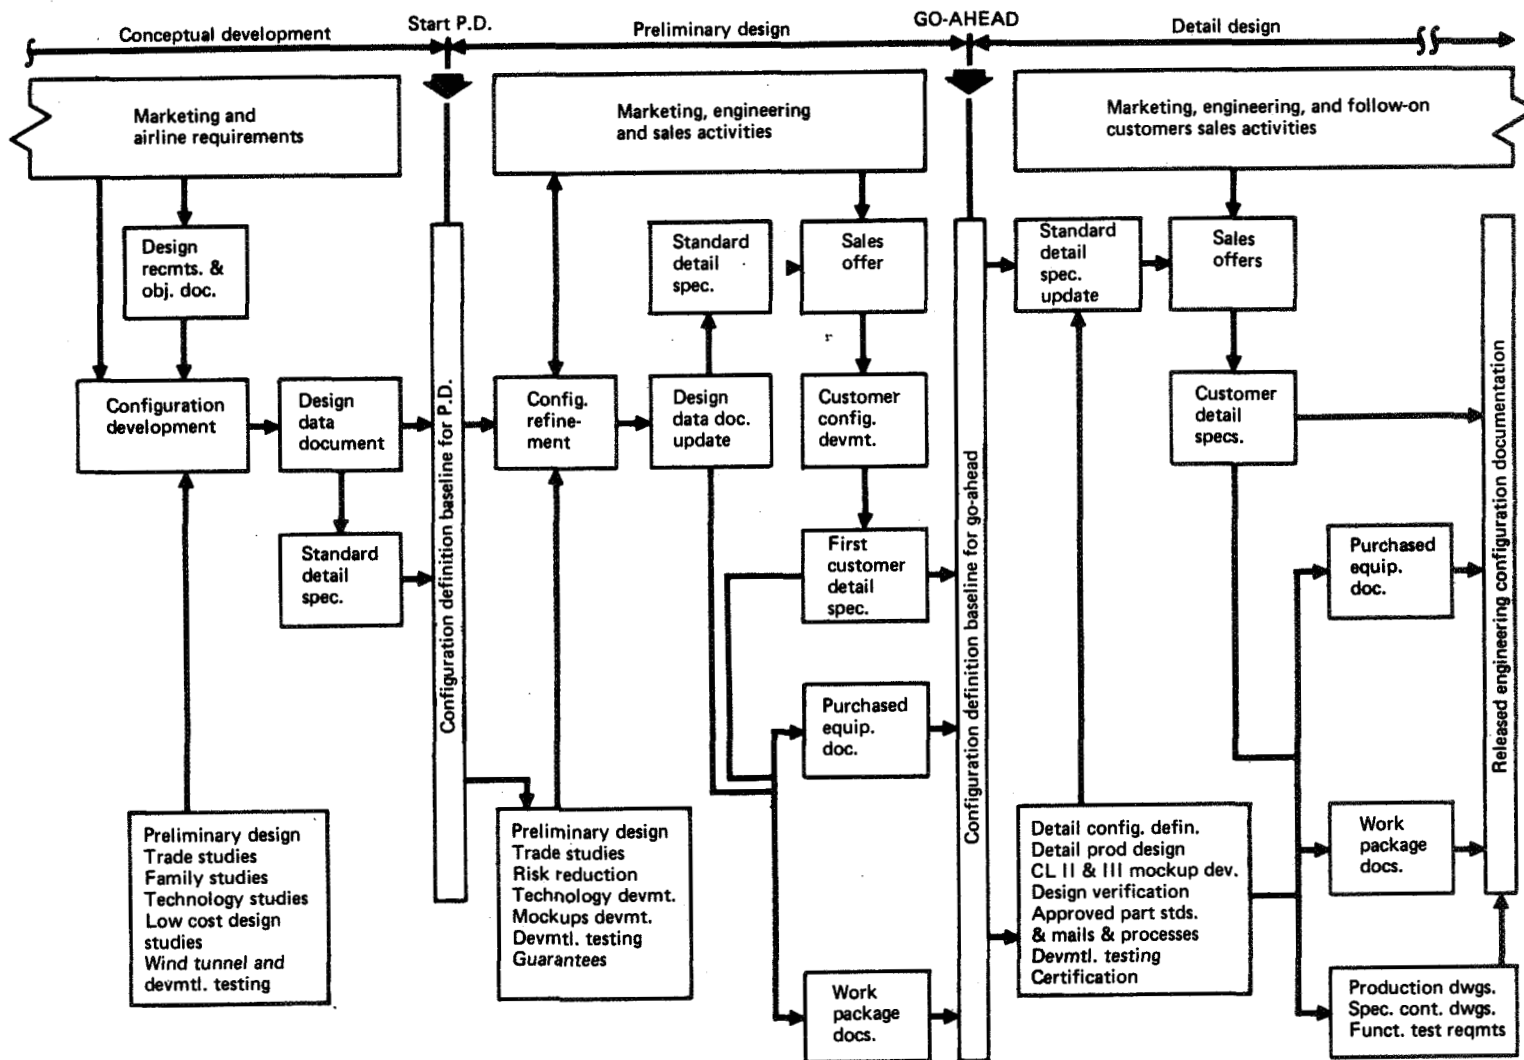 Conceptual development
Start P.D.
Preliminary design
GO-AHEAD
Detail design
Marketing and
airline requirements
Marketing, engineering
and sales activities
Marketing, engineering, and follow-on
customers sales activities
Design
recmts. &
obj. doc.
Standard
detail
spec.
Sales
offer
Standard
detail
spec.
update
Sales
offers
r
Configuration
development
Design
data
document
Configuration definition baseline for P.D.
Config.
refine-
ment
Design
data doc.
update
Customer
config.
devmt.
Configuration definition baseline for go-ahead
Customer
detail
specs.
Released engineering configuration documentation
Standard
detail
spec.
First
customer
detail
spec.
Purchased
equip.
doc.
Purchased
equip.
doc.
Preliminary design
Trade studies
Family studies
Technology studies
Low cost design
studies
Wind tunnel and
devmtl. testing
Preliminary design
Trade studies
Risk reduction
Technology devmt.
Mockups devmt.
Devmtl. testing
Guarantees
Work
package
docs.
Detail config. defin.
Detail prod design
CL II & III mockup dev.
Design verification
Approved part stds.
& mails & processes
Devmtl. testing
Certification
Work
package
docs.
Production dwgs.
Spec. cont. dwgs.
Funct. test reqmts